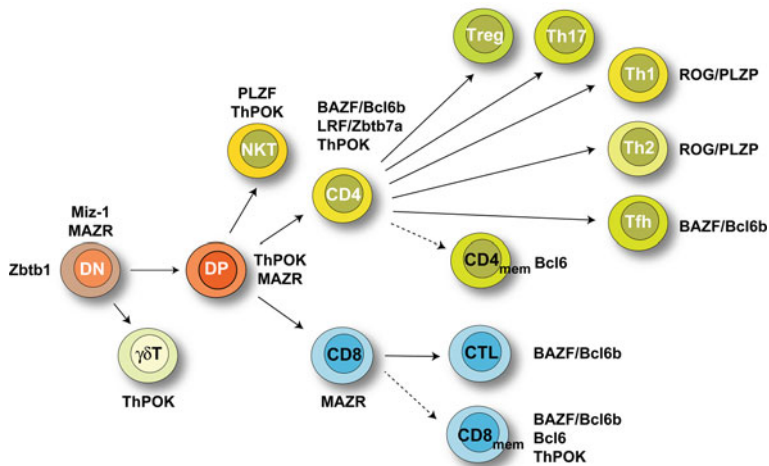 Treg
Th17
Th1
ROG/PLZP
PLZF
ThPOK
NKT
BAZF/Bcl6b
LRF/Zbtb7a
ThPOK
CD4
Th2
ROG/PLZP
Tfh
BAZF/Bcl6b
Miz-1
MAZR
Zbtb1
DN
DP
ThPOK
MAZR
CD4mem
Bcl6
γδT
ThPOK
CD8
MAZR
CTL
BAZF/Bcl6b
CD8mem
BAZF/Bcl6b
Bcl6
ThPOK